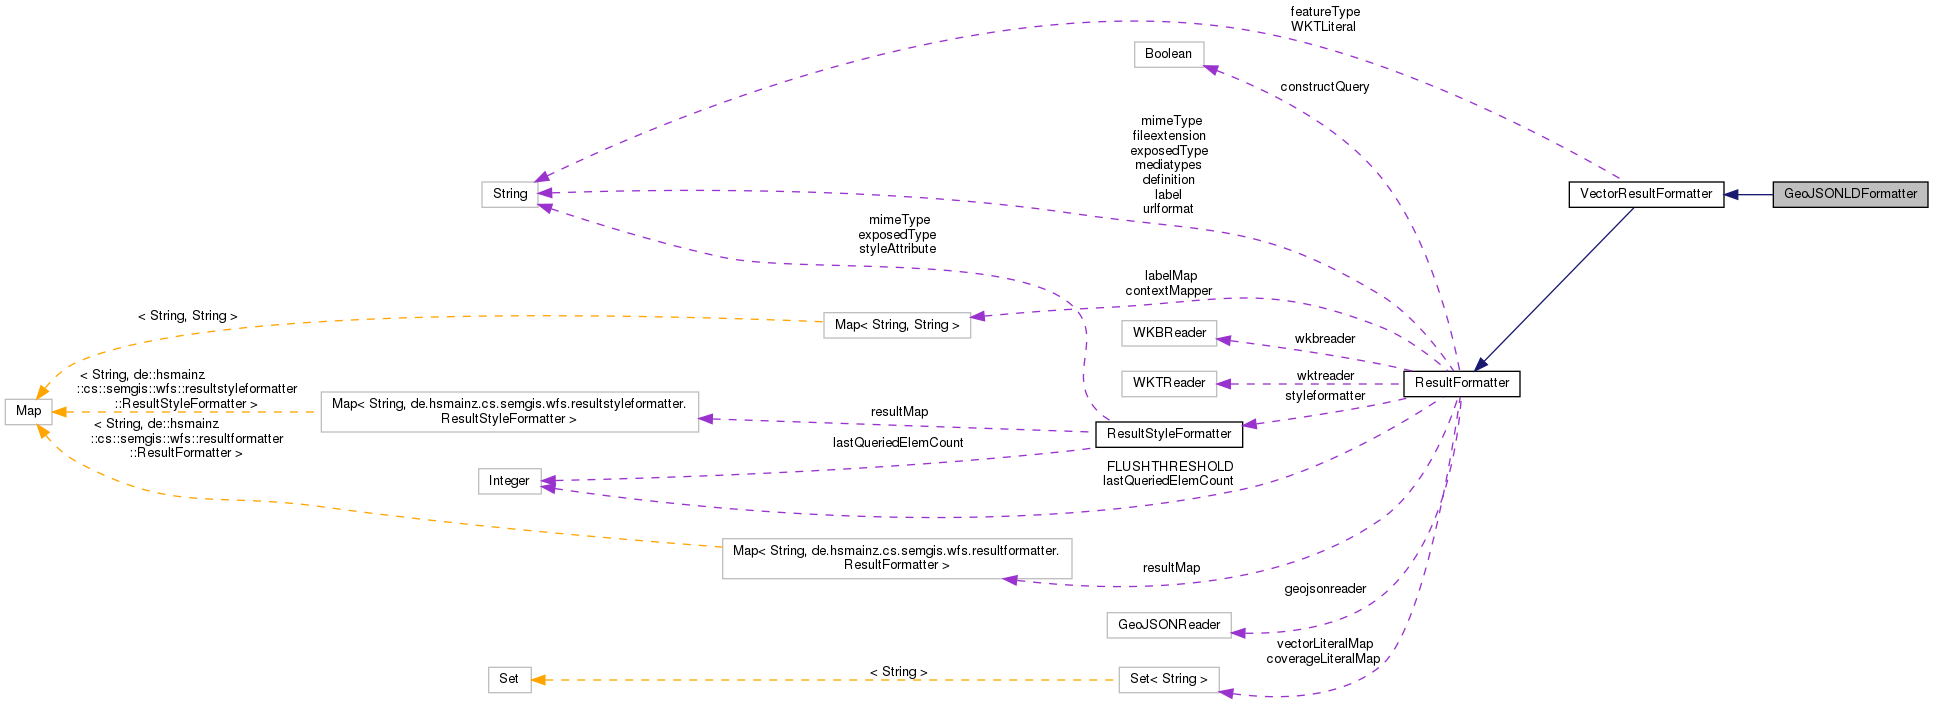 featureType
WKTLiteral
Boolean
constructQuery
mimeType
fileextension
exposedType
mediatypes
definition
label
urlformat
String
VectorResultFormatter
GeoJSONLDFormatter
mimeType
exposedType
styleAttribute
labelMap
contextMapper
< String, String >
Map< String, String >
WKBReader
wkbreader
< String, de::hsmainz
::cs::semgis::wfs::resultstyleformatter
::ResultStyleFormatter >
Map
Map< String, de.hsmainz.cs.semgis.wfs.resultstyleformatter.
ResultStyleFormatter >
resultMap
WKTReader
wktreader
styleformatter
ResultFormatter
< String, de::hsmainz
::cs::semgis::wfs::resultformatter
::ResultFormatter >
ResultStyleFormatter
lastQueriedElemCount
Integer
FLUSHTHRESHOLD
lastQueriedElemCount
Map< String, de.hsmainz.cs.semgis.wfs.resultformatter.
ResultFormatter >
resultMap
geojsonreader
GeoJSONReader
vectorLiteralMap
coverageLiteralMap
Set
< String >
Set< String >